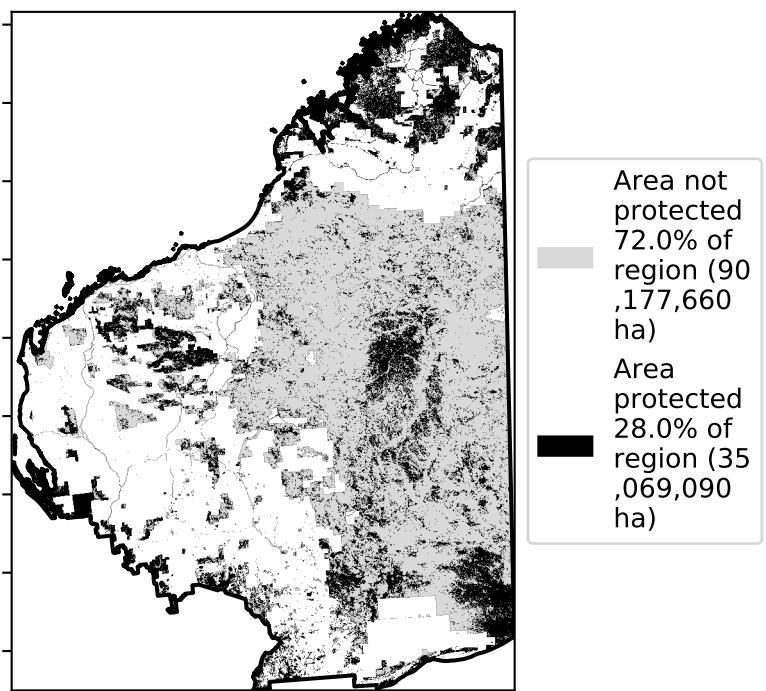 Area not
protected
72.0% of
region (90
,177,660
ha)
Area
protected
28.0% of
region (35
,069,090
ha)